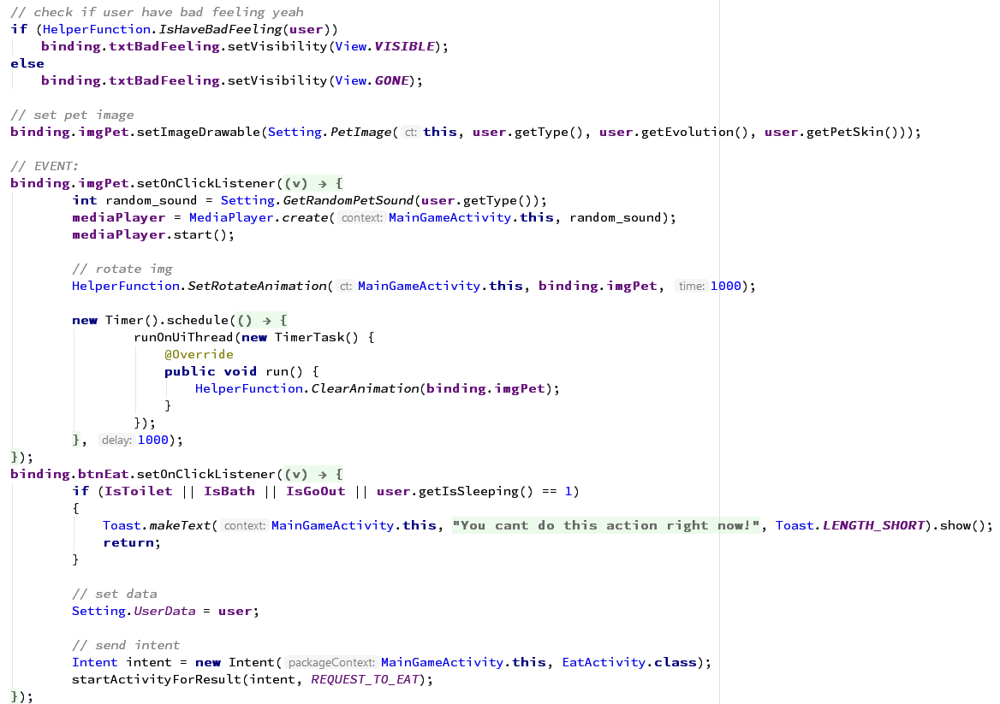 // check if user have bad feeling yeah
if (HelperFunction.IsHaveBadFeeling(user))
    binding.txtBadFeeling.setVisibility(View.VISIBLE);
else
    binding.txtBadFeeling.setVisibility(View.GONE);

// set pet image
binding.imgPet.setImageDrawable(Setting.PetImage( ct: this, user.getType(), user.getEvolution(), user.getPetSkin()));

// EVENT:
binding.imgPet.setOnClickListener((v) → {
        int random_sound = Setting.GetRandomPetSound(user.getType());
        mediaPlayer = MediaPlayer.create( context: MainGameActivity.this, random_sound);
        mediaPlayer.start();

        // rotate img
        HelperFunction.SetRotateAnimation( ct: MainGameActivity.this, binding.imgPet, time: 1000);

        new Timer().schedule(() → {
                runOnUiThread(new TimerTask() {
                    @Override
                    public void run() {
                        HelperFunction.ClearAnimation(binding.imgPet);
                    }
                });
        }, delay: 1000);
});
binding.btnEat.setOnClickListener((v) → {
        if (IsToilet || IsBath || IsGoOut || user.getIsSleeping() == 1)
        {
            Toast.makeText( context: MainGameActivity.this, "You cant do this action right now!", Toast.LENGTH_SHORT).show();
            return;
        }

        // set data
        Setting.UserData = user;

        // send intent
        Intent intent = new Intent( packageContext: MainGameActivity.this, EatActivity.class);
        startActivityForResult(intent, REQUEST_TO_EAT);
});